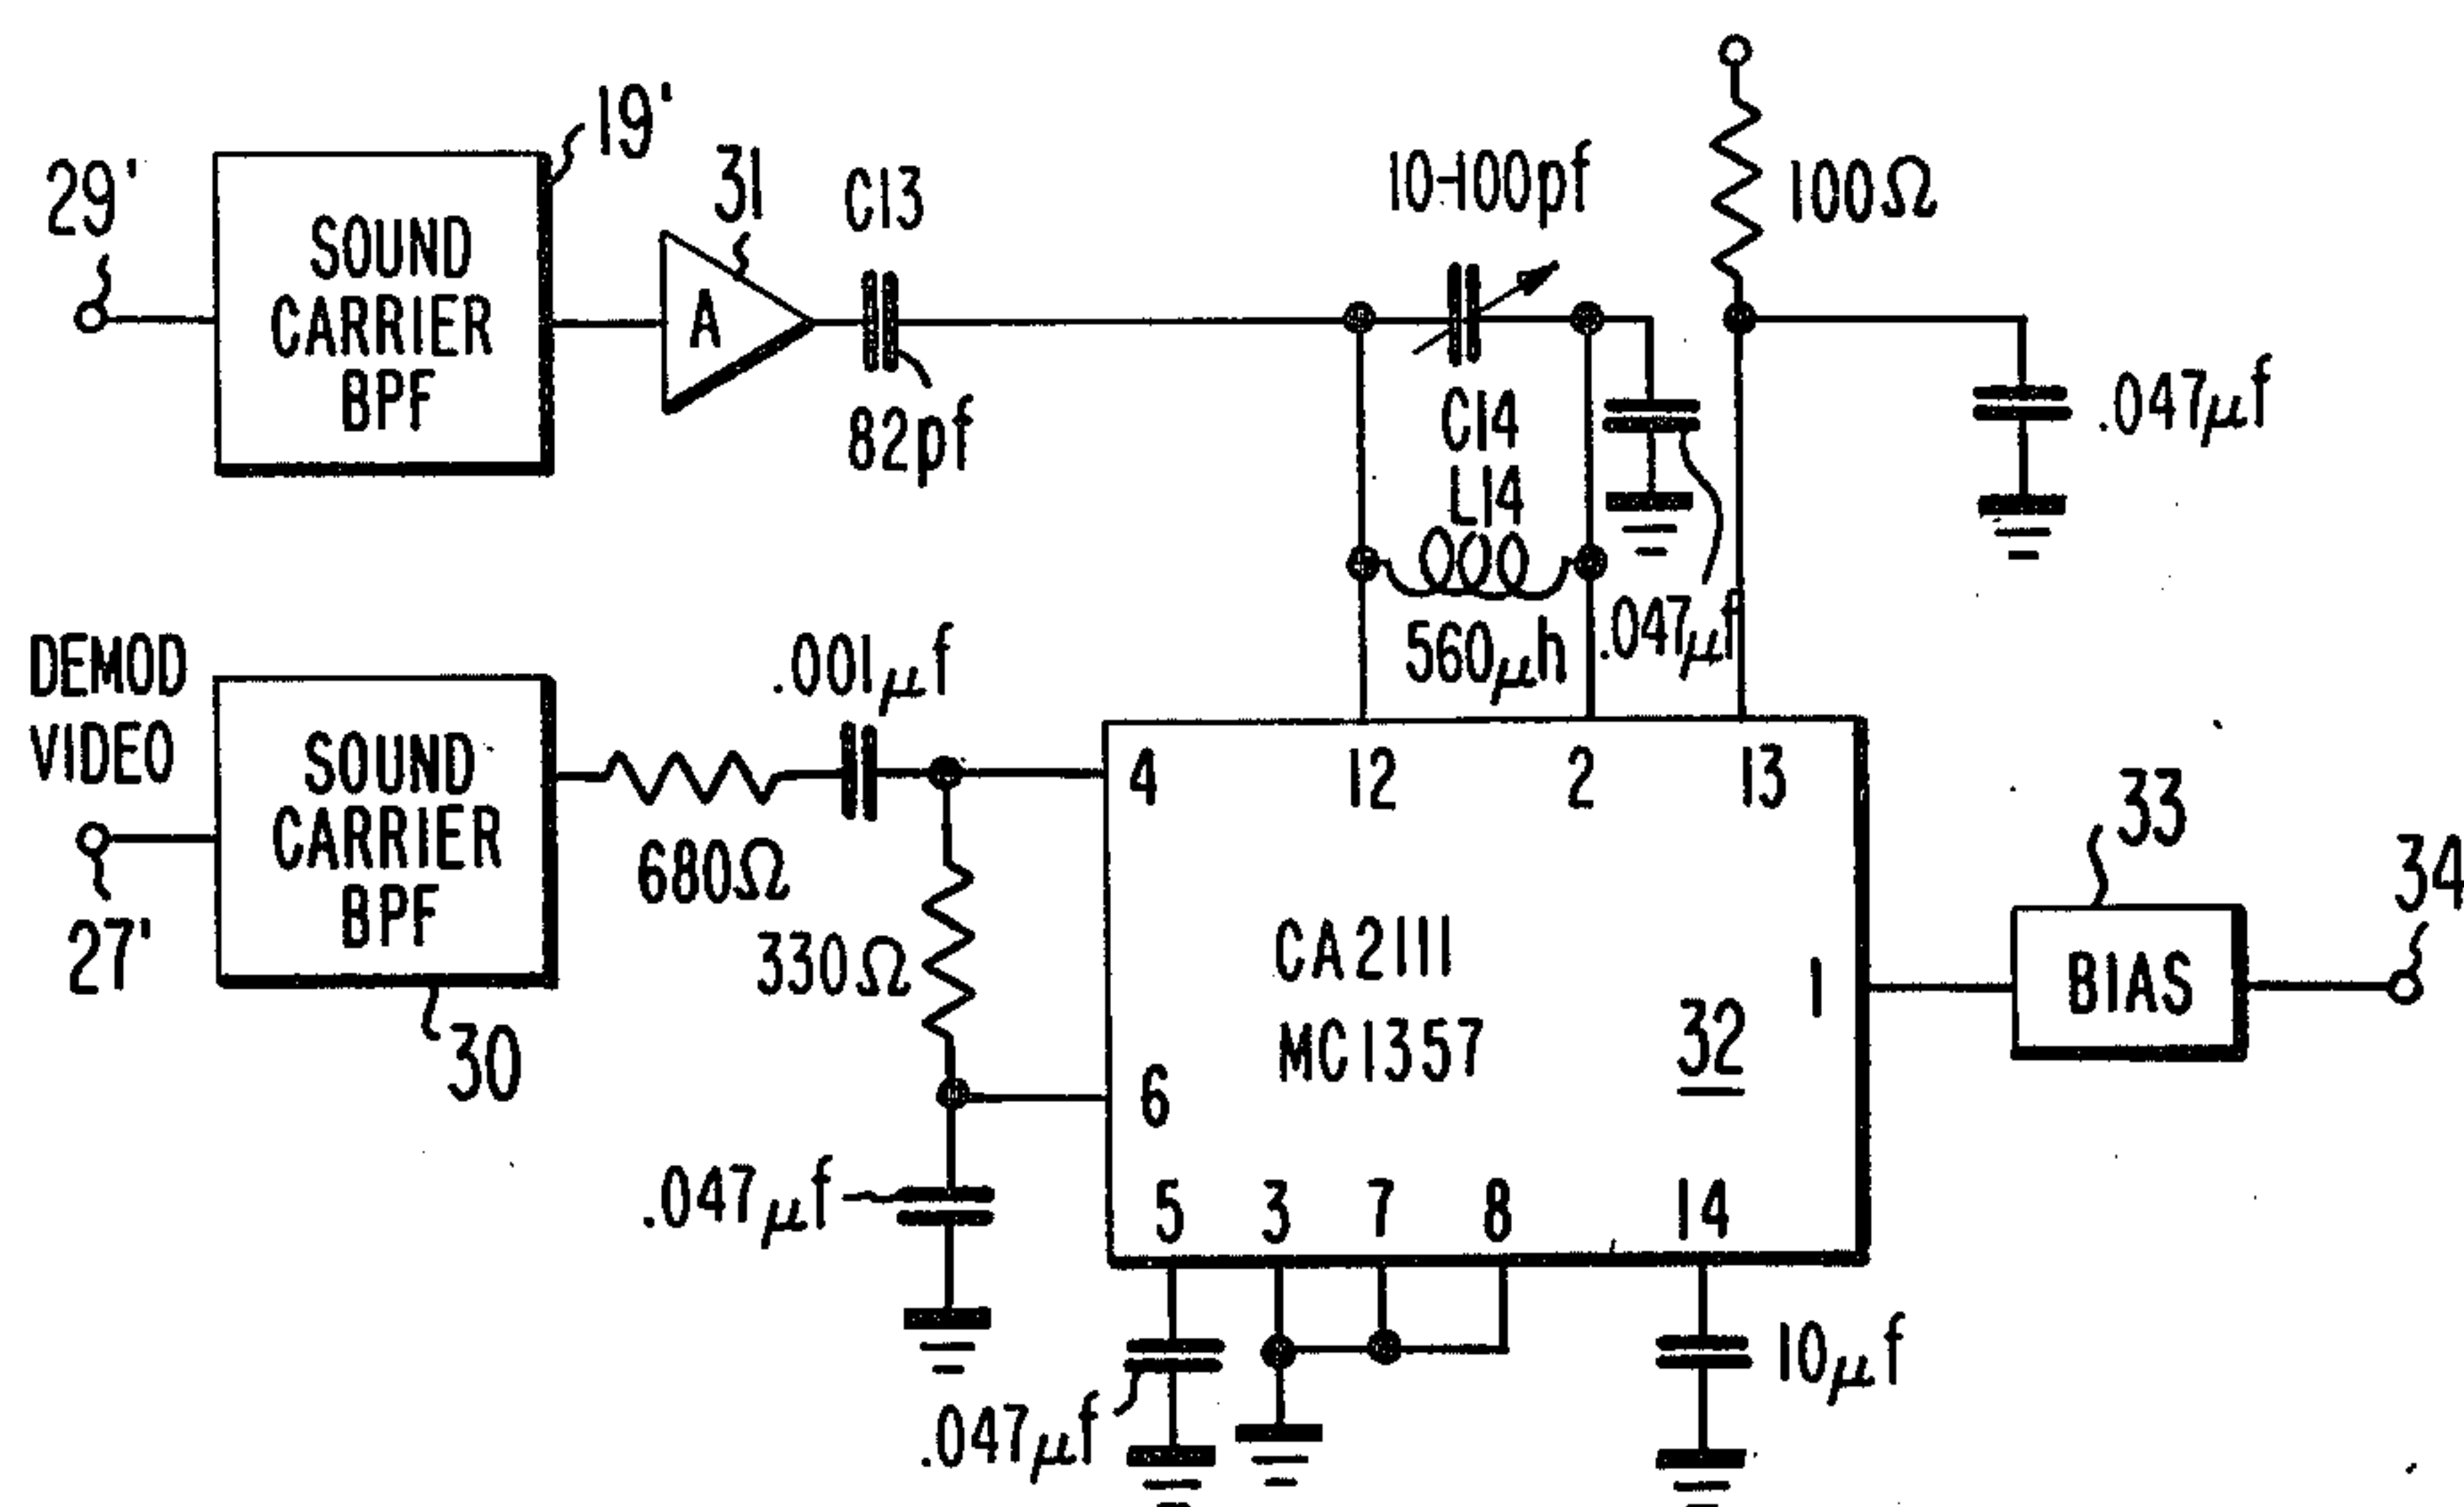 29'
SOUND
CARRIER
BPF
19'
31
A
C13
82pf
10-100pf
C14
L14
560μh
.047μf
100Ω
.047μf
DEMOD
VIDEO
27'
SOUND
CARRIER
BPF
30
680Ω
.001μf
330Ω
.047μf
4
12
2
13
6
CA2111
MC1357
32
1
5
3
7
8
14
.047μf
10μf
33
BIAS
34